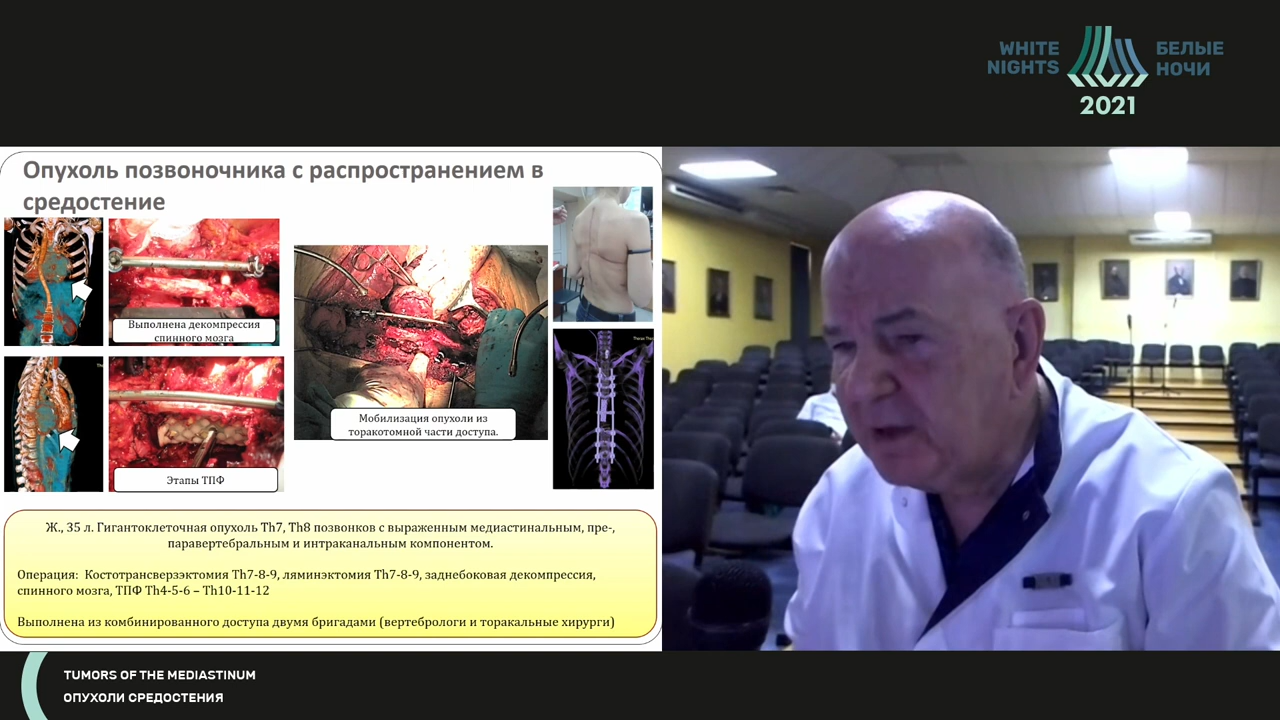 WHITE
NIGHTS
БЕЛЫЕ
НОЧИ
2021
Опухоль позвоночника с распространением в
средостение
Выполнена декомпрессия
спинного мозга
Этапы ТПФ
Мобилизация опухоли из
торакотомной части доступа.
Ж., 35 л. Гигантоклеточная опухоль Th7, Th8 позвонков с выраженным медиастинальным, пре-,
паравертебральным и интраканальным компонентом.
Операция: Костотрансверзэктомия Th7-8-9, ляминэктомия Th7-8-9, заднебоковая декомпрессия,
спинного мозга, ТПФ Th4-5-6 – Th10-11-12
Выполнена из комбинированного доступа двумя бригадами (вертебрологи и торакальные хирурги)
TUMORS OF THE MEDIASTINUM
ОПУХОЛИ СРЕДОСТЕНИЯ